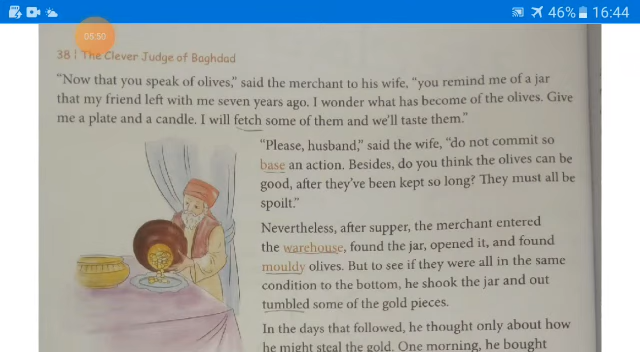 46% 16:44
05:50
38 | The Clever Judge of Baghdad
“Now that you speak of olives,” said the merchant to his wife, “you remind me of a jar
that my friend left with me seven years ago. I wonder what has become of the olives. Give
me a plate and a candle. I will fetch some of them and we’ll taste them.”
“Please, husband,” said the wife, “do not commit so
base an action. Besides, do you think the olives can be
good, after they’ve been kept so long? They must all be
spoilt.”
Nevertheless, after supper, the merchant entered
the warehouse, found the jar, opened it, and found
mouldy olives. But to see if they were all in the same
condition to the bottom, he shook the jar and out
tumbled some of the gold pieces.
In the days that followed, he thought only about how
he might steal the gold. One morning, he bought